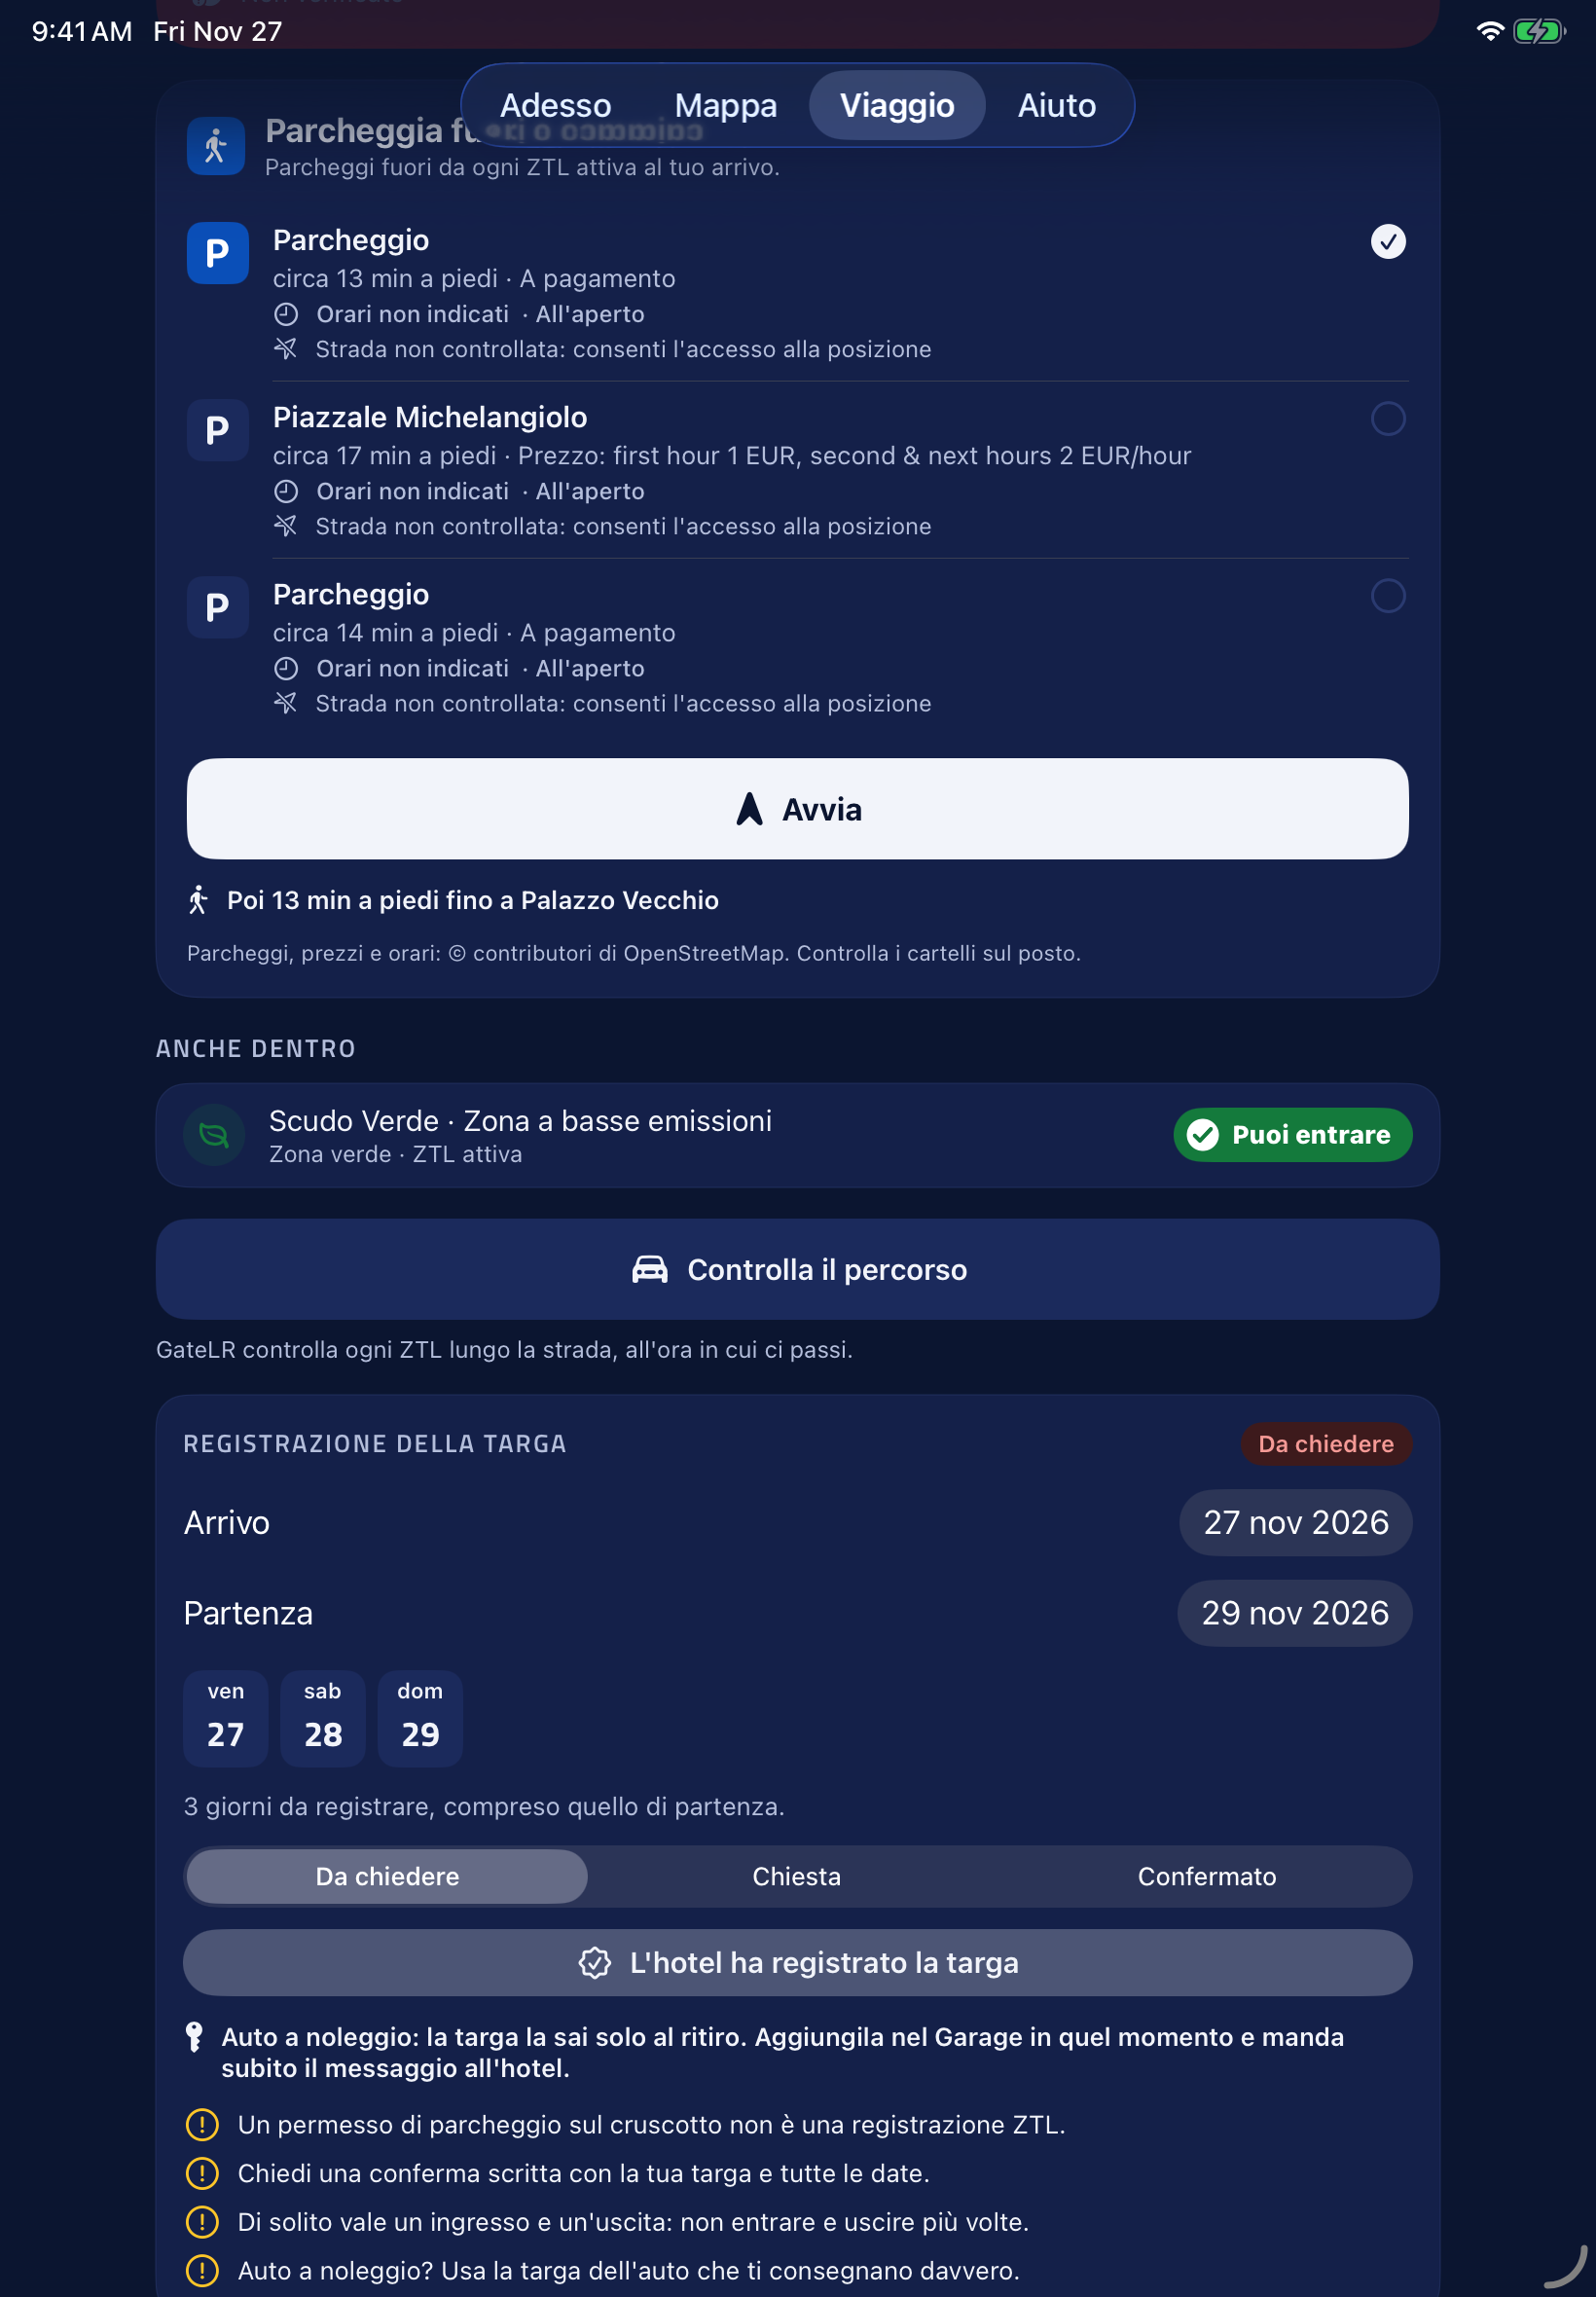 9:41 AM Fri Nov 27
Adesso Mappa Viaggio Aiuto
Parcheggia
Parcheggi fuori da ogni ZTL attiva al tuo arrivo.
P Parcheggio
circa 13 min a piedi · A pagamento
Orari non indicati · All'aperto
Strada non controllata: consenti l'accesso alla posizione
P Piazzale Michelangiolo
circa 17 min a piedi · Prezzo: first hour 1 EUR, second & next hours 2 EUR/hour
Orari non indicati · All'aperto
Strada non controllata: consenti l'accesso alla posizione
P Parcheggio
circa 14 min a piedi · A pagamento
Orari non indicati · All'aperto
Strada non controllata: consenti l'accesso alla posizione
Avvia
Poi 13 min a piedi fino a Palazzo Vecchio
Parcheggi, prezzi e orari: © contributori di OpenStreetMap. Controlla i cartelli sul posto.
ANCHE DENTRO
Scudo Verde · Zona a basse emissioni
Zona verde · ZTL attiva
Puoi entrare
Controlla il percorso
GateLR controlla ogni ZTL lungo la strada, all'ora in cui ci passi.
REGISTRAZIONE DELLA TARGA
Da chiedere
Arrivo 27 nov 2026
Partenza 29 nov 2026
ven sab dom
27 28 29
3 giorni da registrare, compreso quello di partenza.
Da chiedere Chiesta Confermato
L'hotel ha registrato la targa
Auto a noleggio: la targa la sai solo al ritiro. Aggiungila nel Garage in quel momento e manda
subito il messaggio all'hotel.
Un permesso di parcheggio sul cruscotto non è una registrazione ZTL.
Chiedi una conferma scritta con la tua targa e tutte le date.
Di solito vale un ingresso e un'uscita: non entrare e uscire più volte.
Auto a noleggio? Usa la targa dell'auto che ti consegnano davvero.